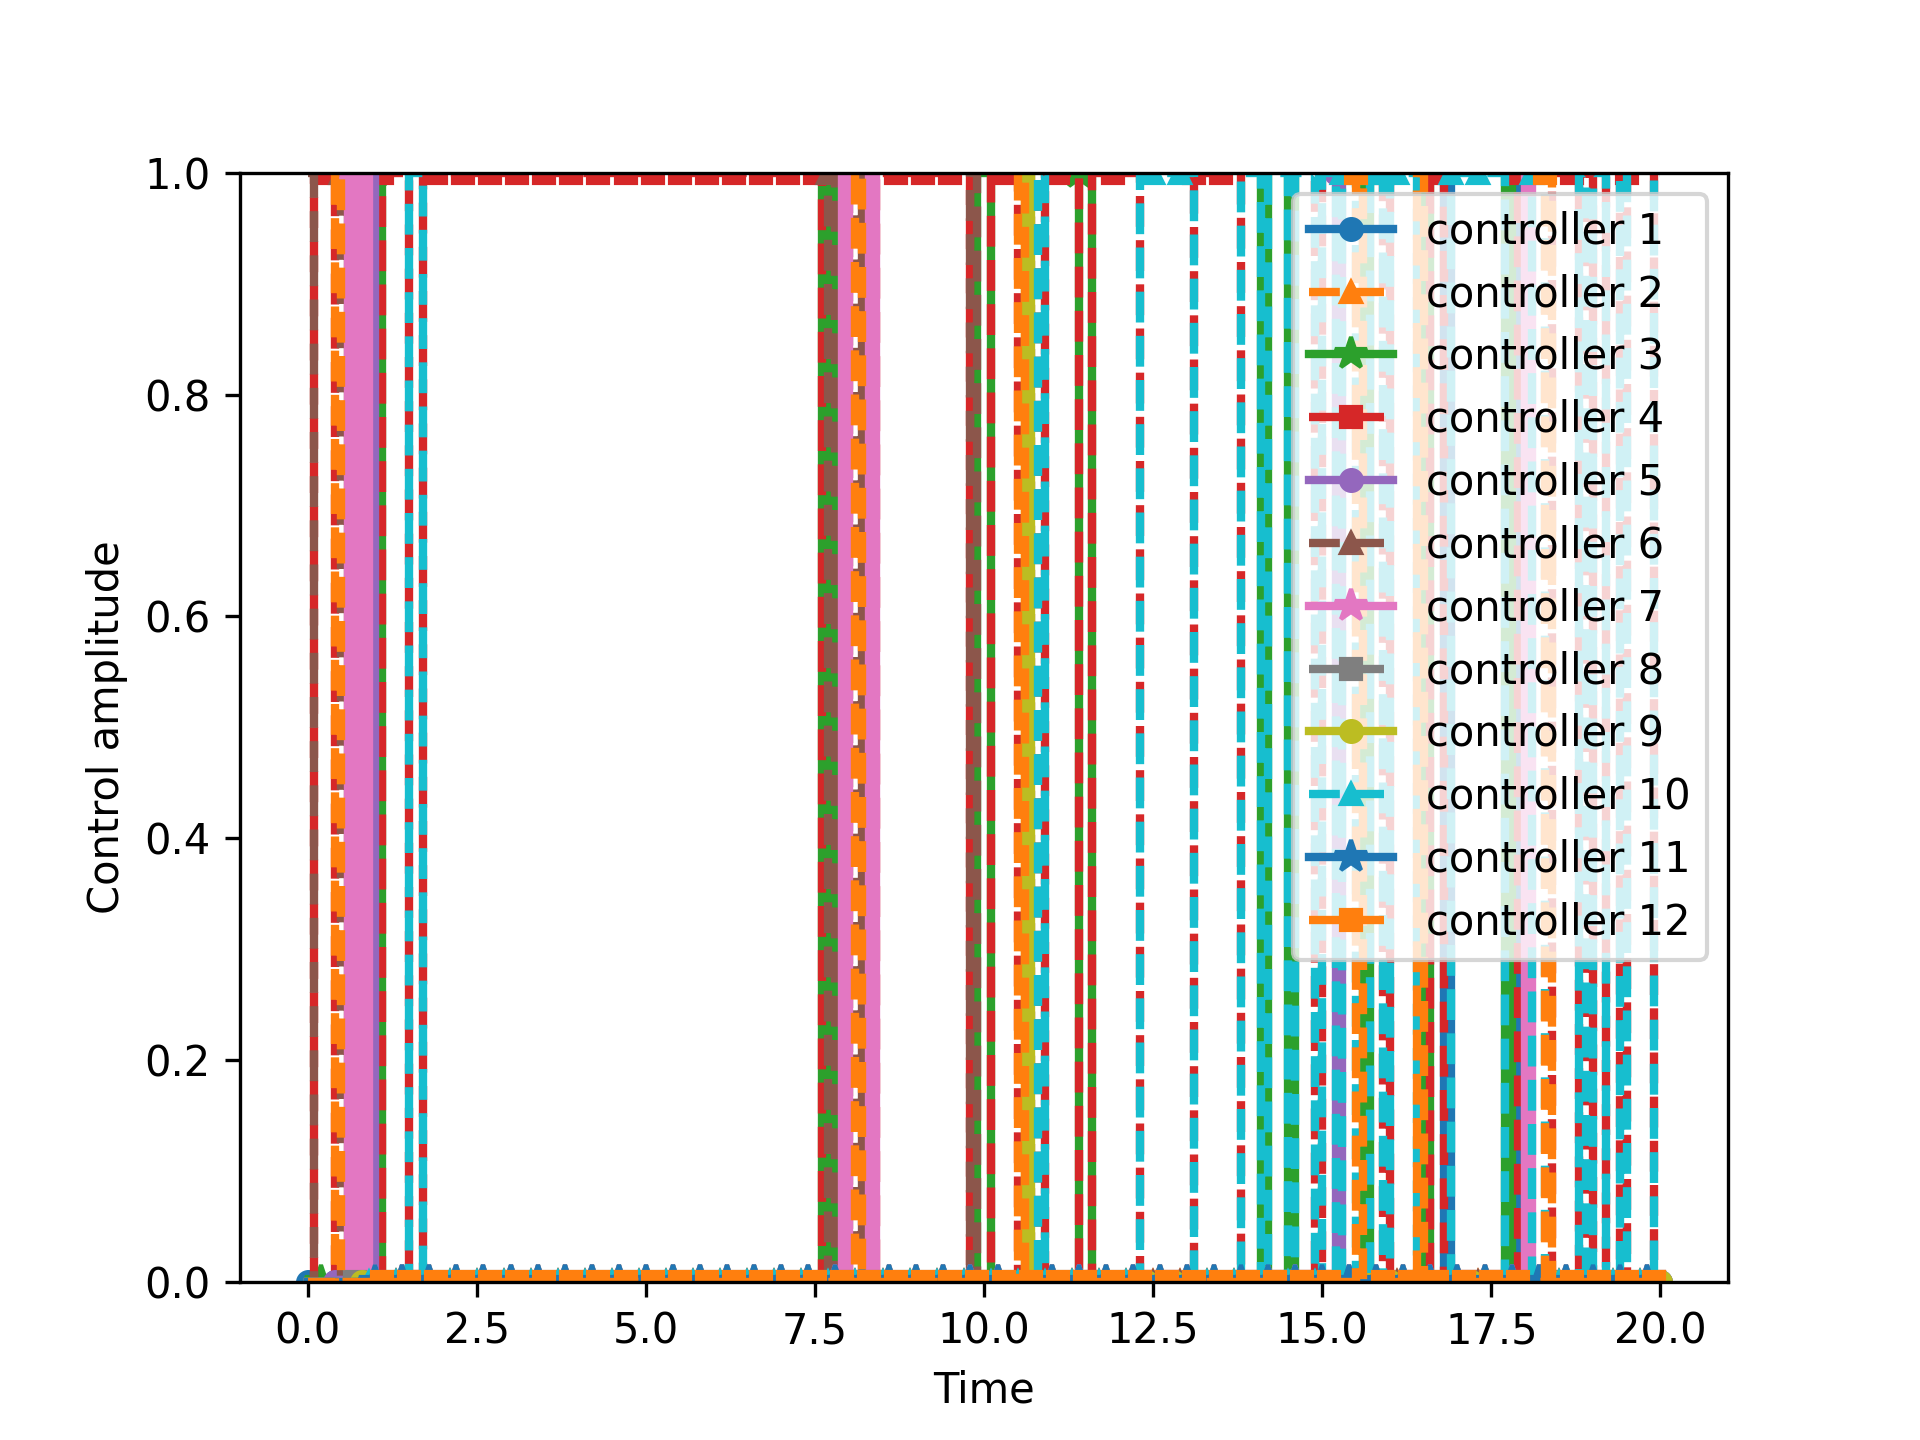 1.0
0.8
0.6
0.4
0.2
0.0
Control amplitude
controller 1
controller 2
controller 3
controller 4
controller 5
controller 6
controller 7
controller 8
controller 9
controller 10
controller 11
controller 12
0.0 2.5 5.0 7.5 10.0 12.5 15.0 17.5 20.0
Time